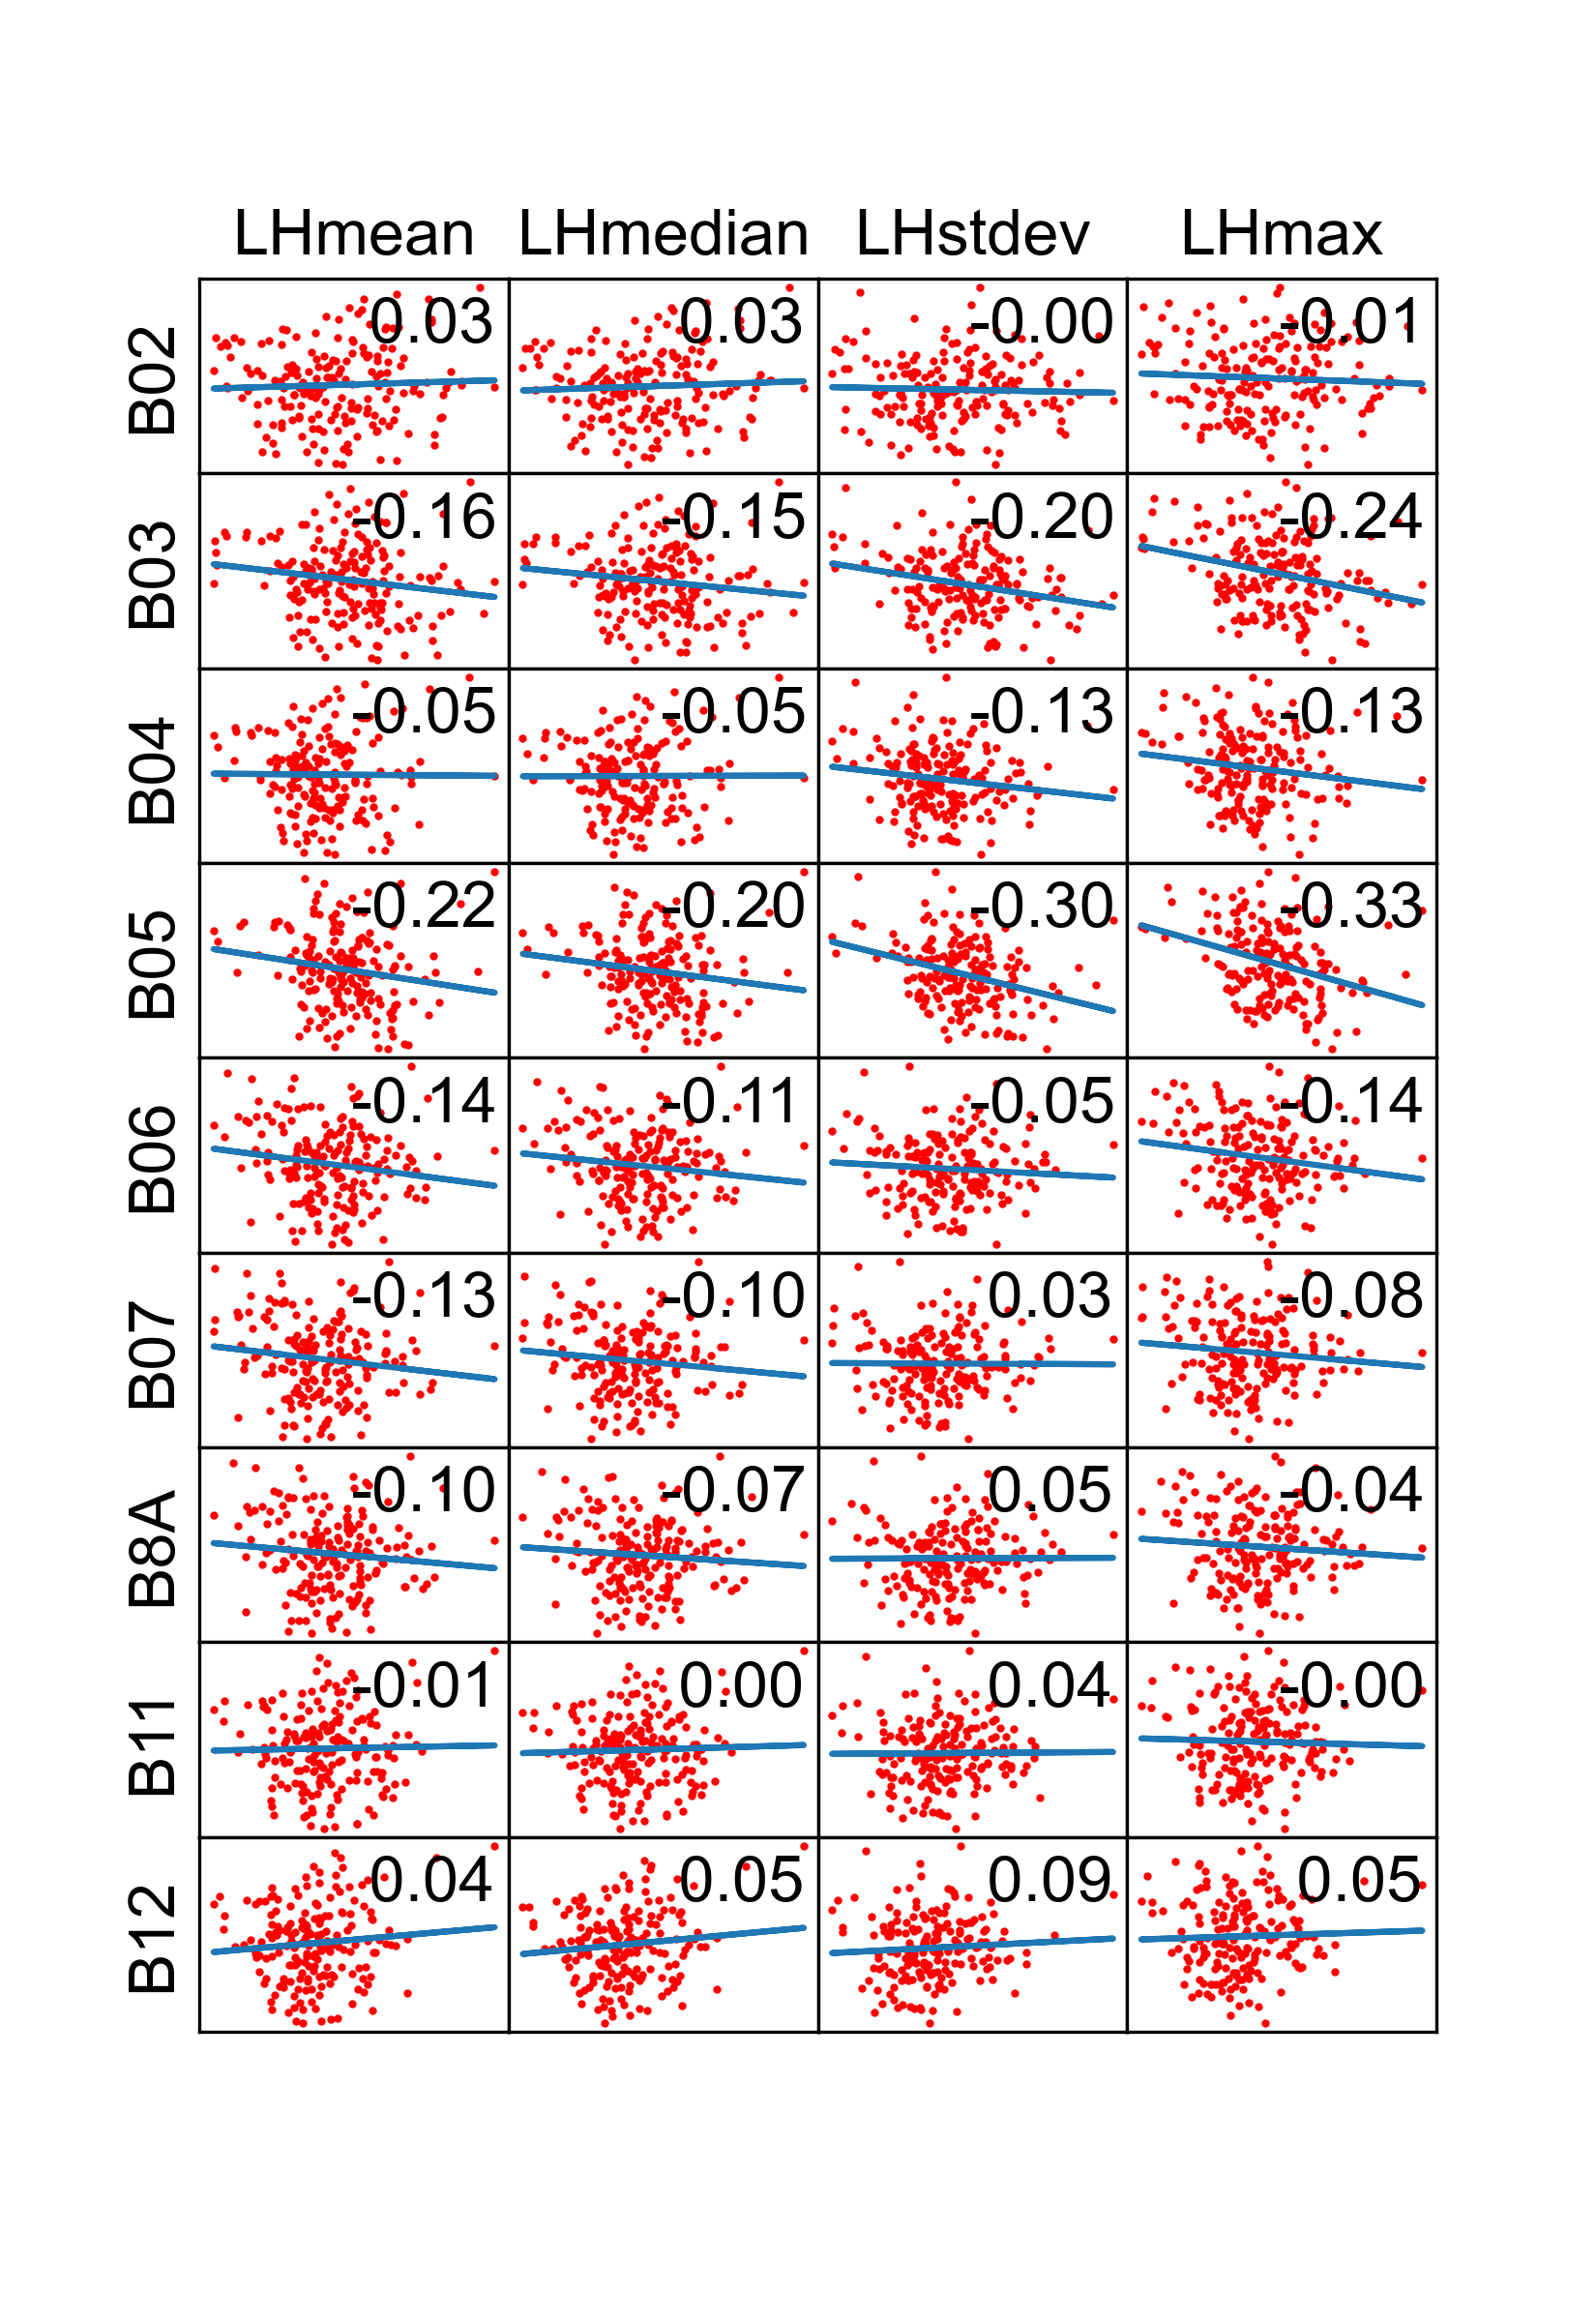 LHmean LHmedian LHstdev LHmax
B02 0.03 0.03 -0.00 -0.01
B03 -0.16 -0.15 -0.20 -0.24
B04 -0.05 -0.05 -0.13 -0.13
B05 -0.22 -0.20 -0.30 -0.33
B06 -0.14 -0.11 -0.05 -0.14
B07 -0.13 -0.10 0.03 -0.08
B8A -0.10 -0.07 0.05 -0.04
B11 -0.01 0.00 0.04 -0.00
B12 0.04 0.05 0.09 0.05